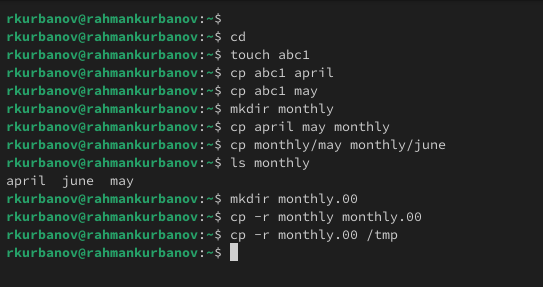 rkurbanov@rahmankurbanov:~$
rkurbanov@rahmankurbanov:~$ cd
rkurbanov@rahmankurbanov:~$ touch abc1
rkurbanov@rahmankurbanov:~$ cp abc1 april
rkurbanov@rahmankurbanov:~$ cp abc1 may
rkurbanov@rahmankurbanov:~$ mkdir monthly
rkurbanov@rahmankurbanov:~$ cp april may monthly
rkurbanov@rahmankurbanov:~$ cp monthly/may monthly/june
rkurbanov@rahmankurbanov:~$ ls monthly
april  june  may
rkurbanov@rahmankurbanov:~$ mkdir monthly.00
rkurbanov@rahmankurbanov:~$ cp -r monthly monthly.00
rkurbanov@rahmankurbanov:~$ cp -r monthly.00 /tmp
rkurbanov@rahmankurbanov:~$